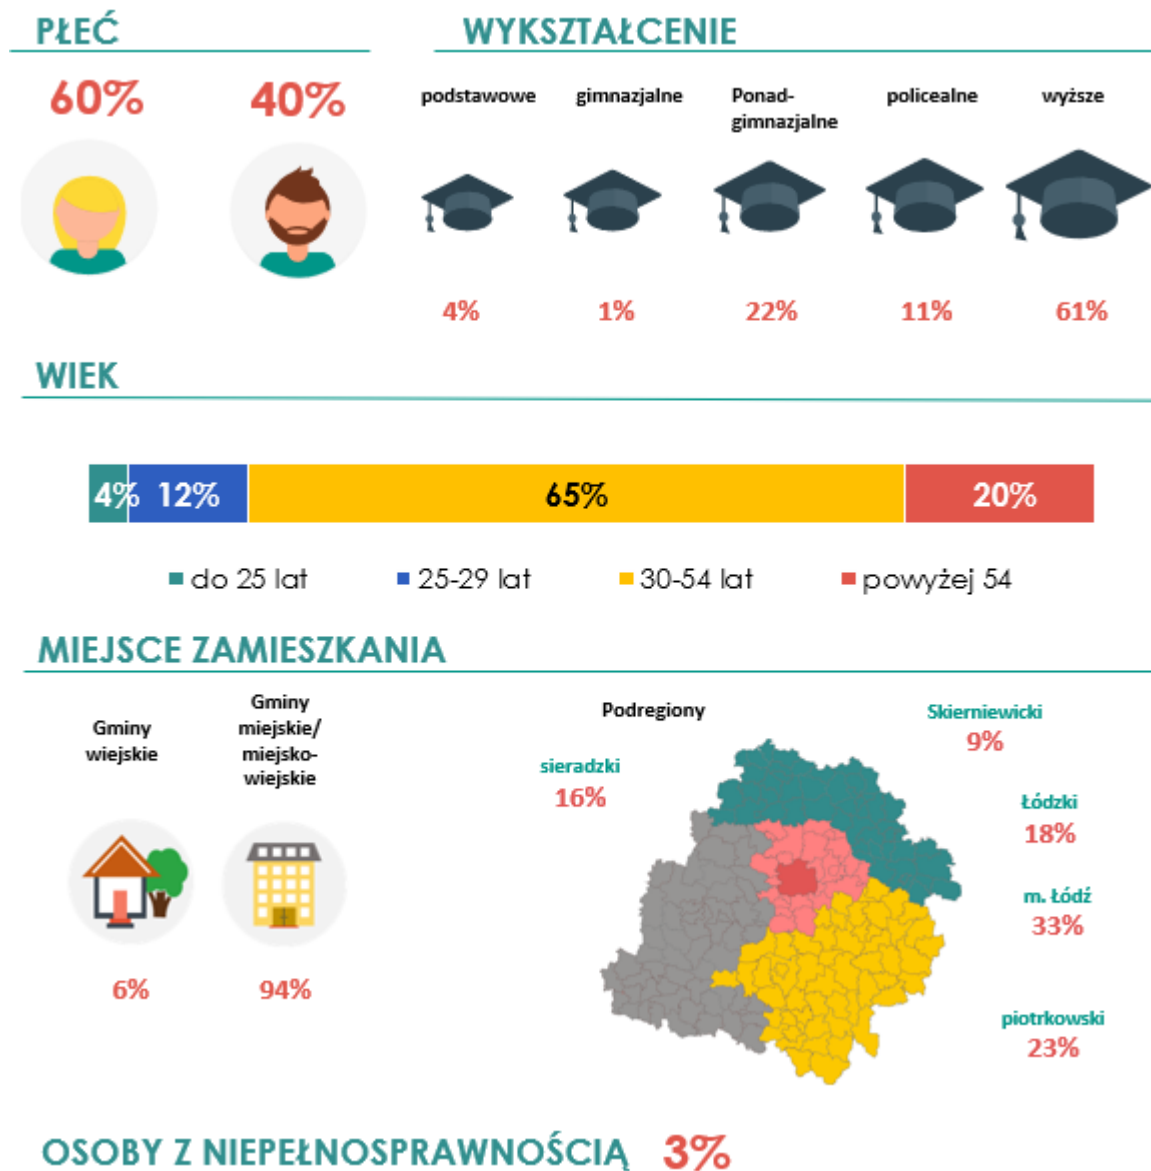 PŁEĆ
60%
40%
WYKSZTAŁCENIE
podstawowe
gimnazjalne
Ponad-
gimnazjalne
policealne
wyższe
4%
1%
22%
11%
61%
WIEK
4%
12%
65%
20%
do 25 lat
25-29 lat
30-54 lat
powyżej 54
MIEJSCE ZAMIESZKANIA
Gminy
wiejskie
Gminy
miejskie/
miejsko-
wiejskie
6%
94%
Podregiony
sieradzki
16%
Skierniewicki
9%
Łódzki
18%
m. Łódź
33%
piotrkowski
23%
OSOBY Z NIEPEŁNOSPRAWNOŚCIĄ 3%